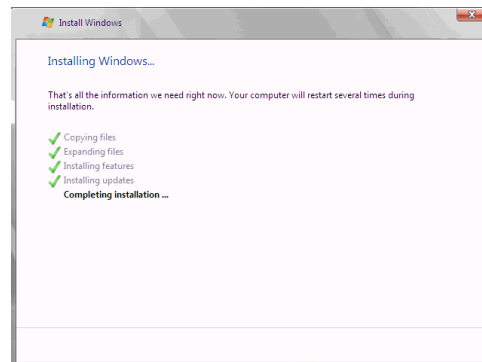 Install Windows
Installing Windows...
That's all the information we need right now. Your computer will restart several times during
installation.
Copying files
Expanding files
Installing features
Installing updates
Completing installation ...